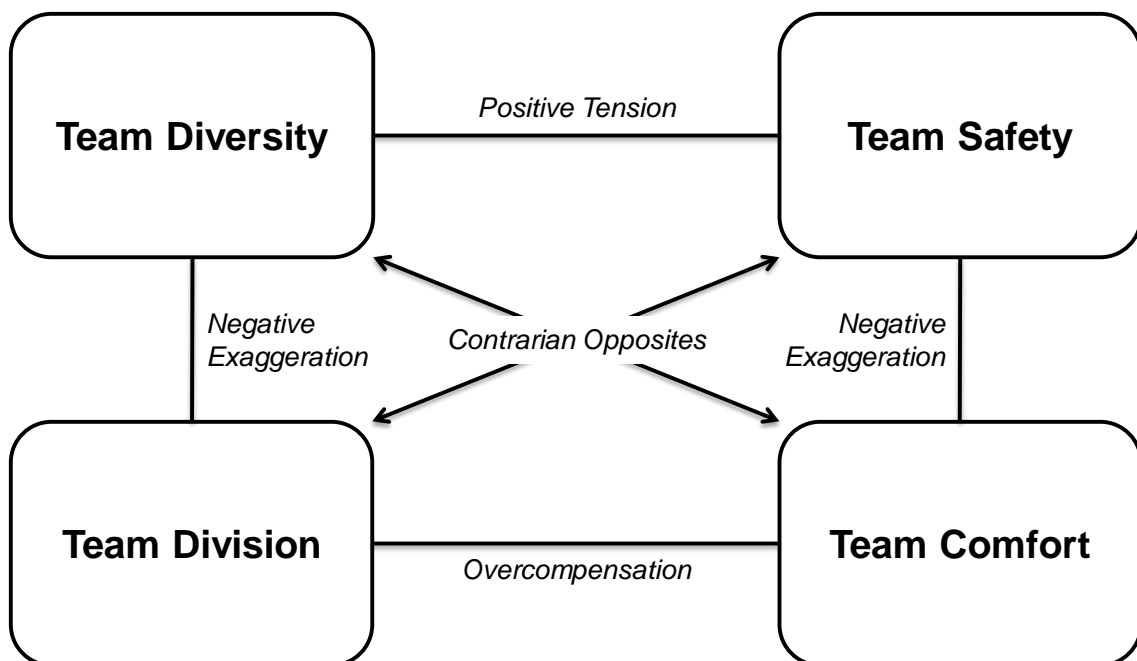 Positive Tension
Team Diversity
Team Safety
Negative
Exaggeration
Contrarian Opposites
Negative
Exaggeration
Team Division
Team Comfort
Overcompensation